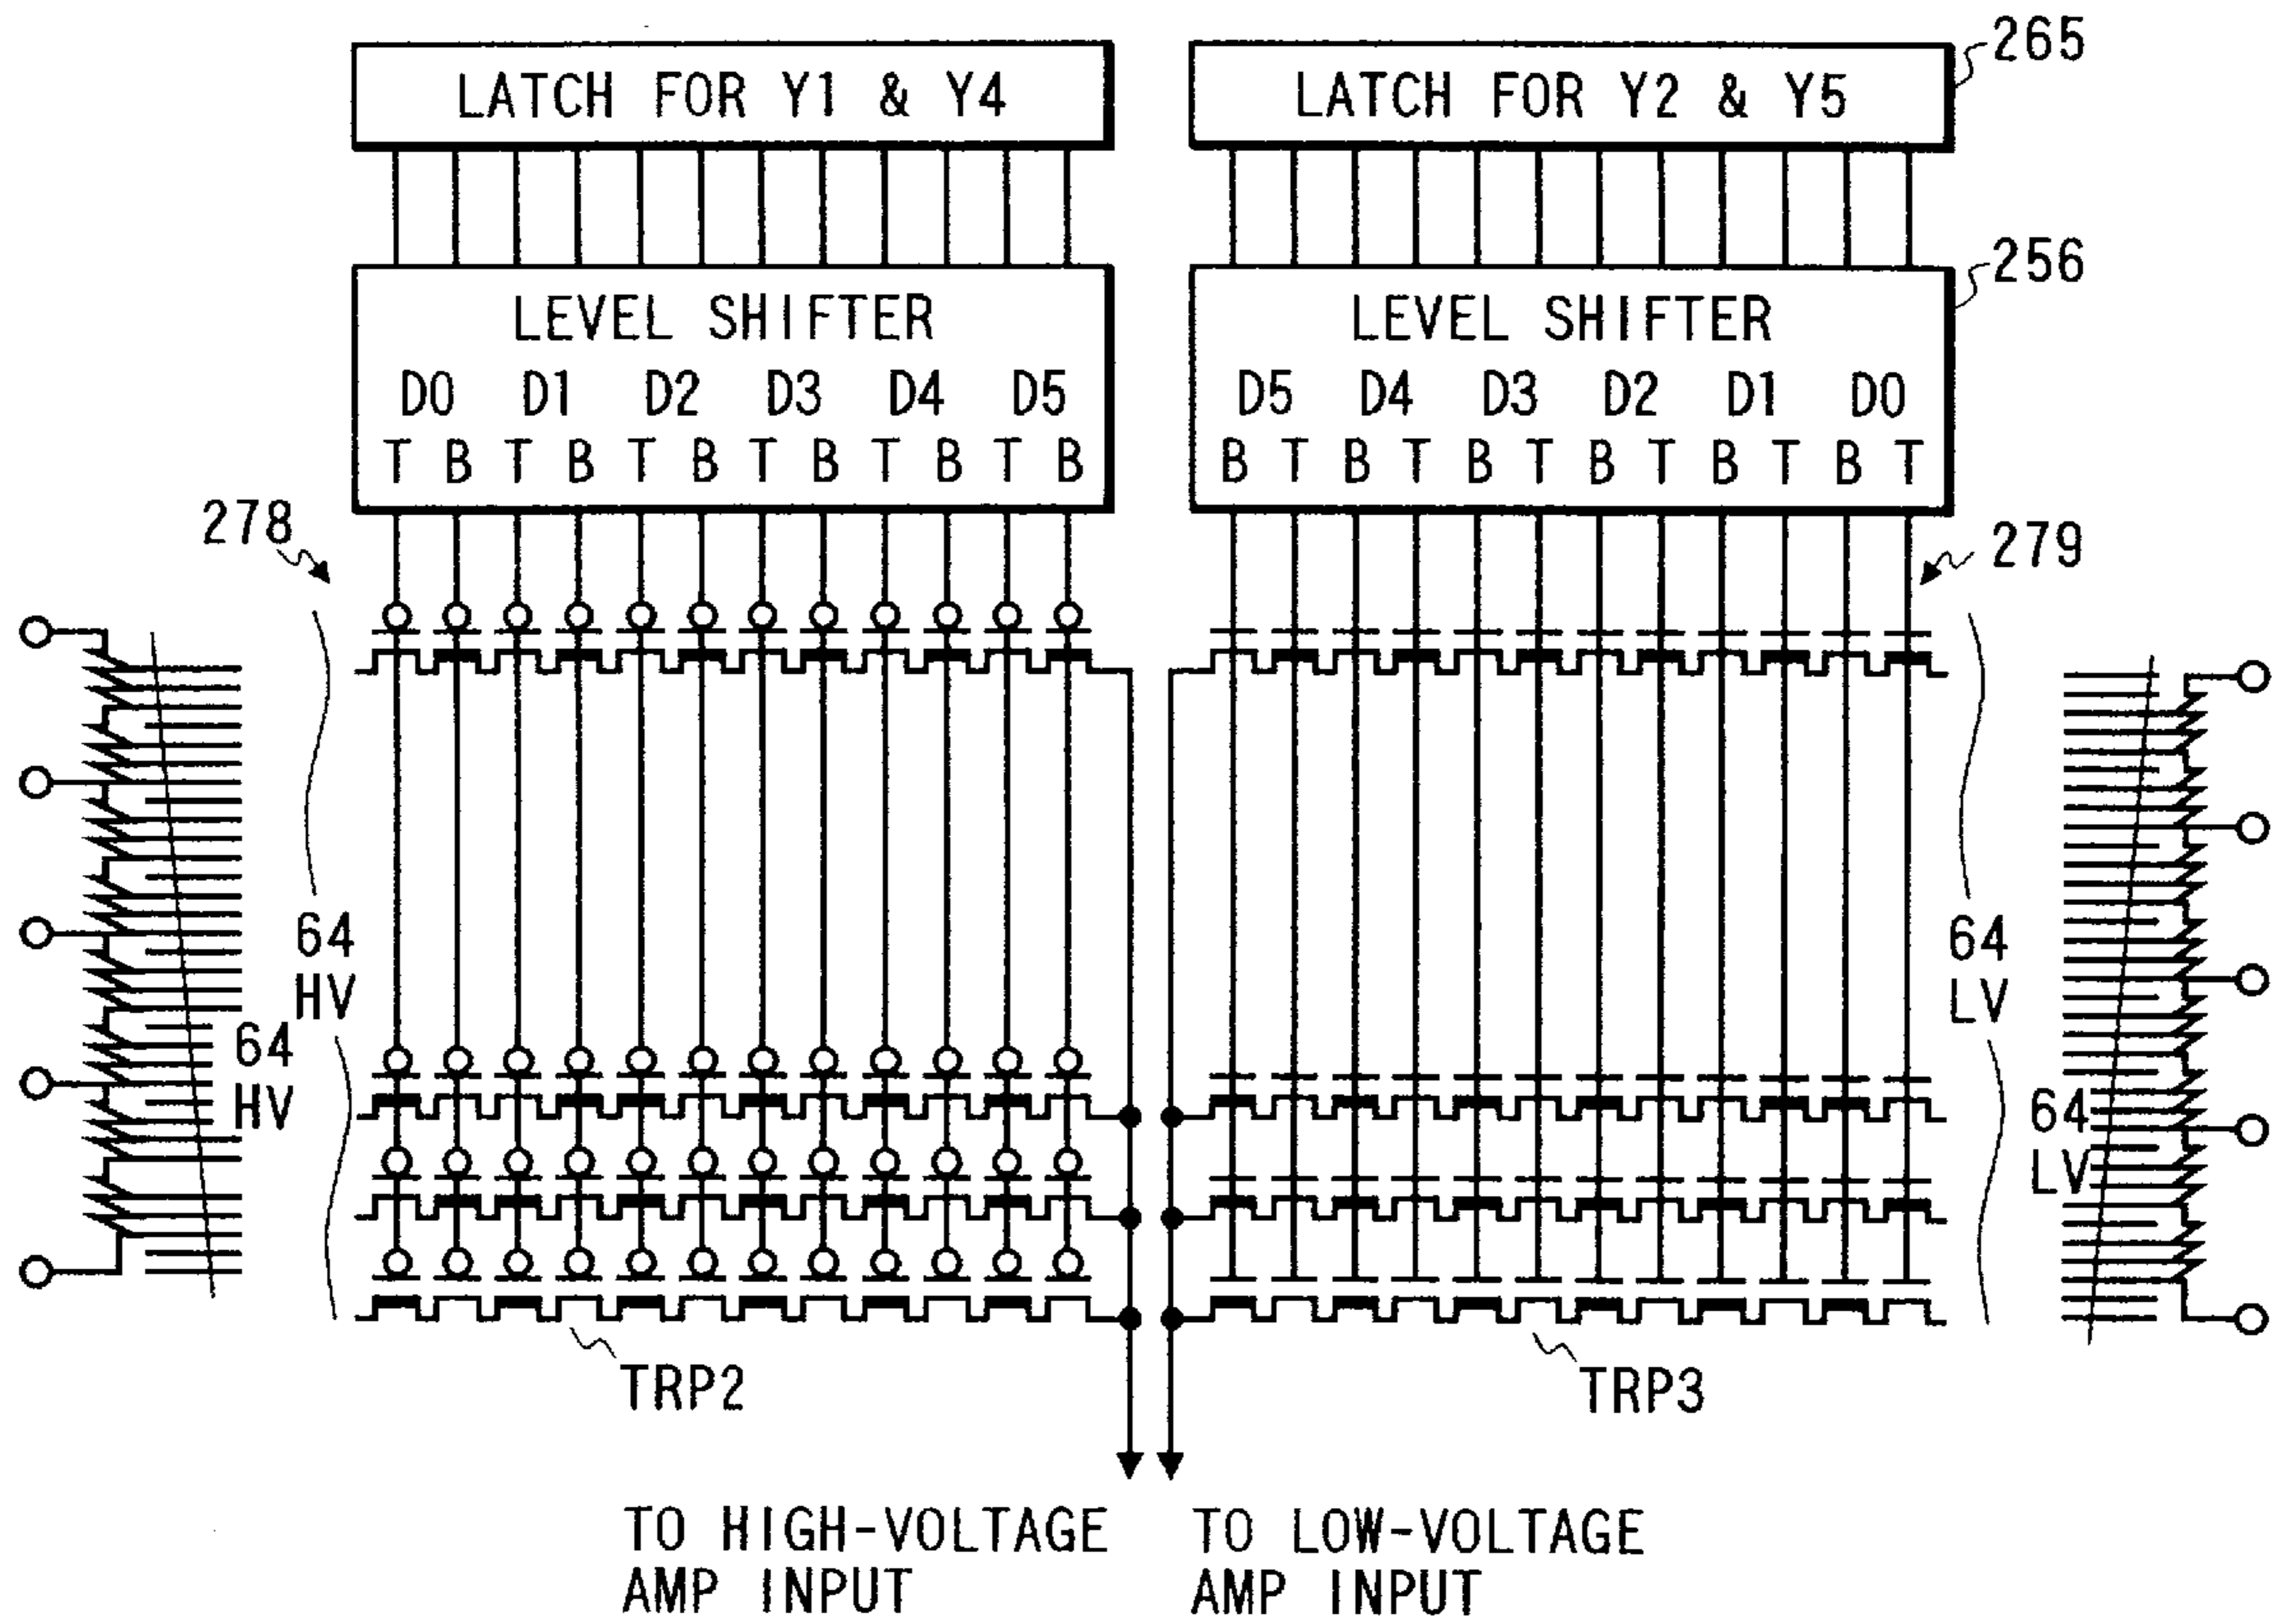 LATCH FOR Y1 & Y4
LATCH FOR Y2 & Y5
265
LEVEL SHIFTER
D0 D1 D2 D3 D4 D5
T B T B T B T B T B T B
LEVEL SHIFTER
D5 D4 D3 D2 D1 D0
B T B T B T B T B T B T
256
278
279
64
HV
64
HV
64
LV
64
LV
TRP2
TRP3
TO HIGH-VOLTAGE
AMP INPUT
TO LOW-VOLTAGE
AMP INPUT